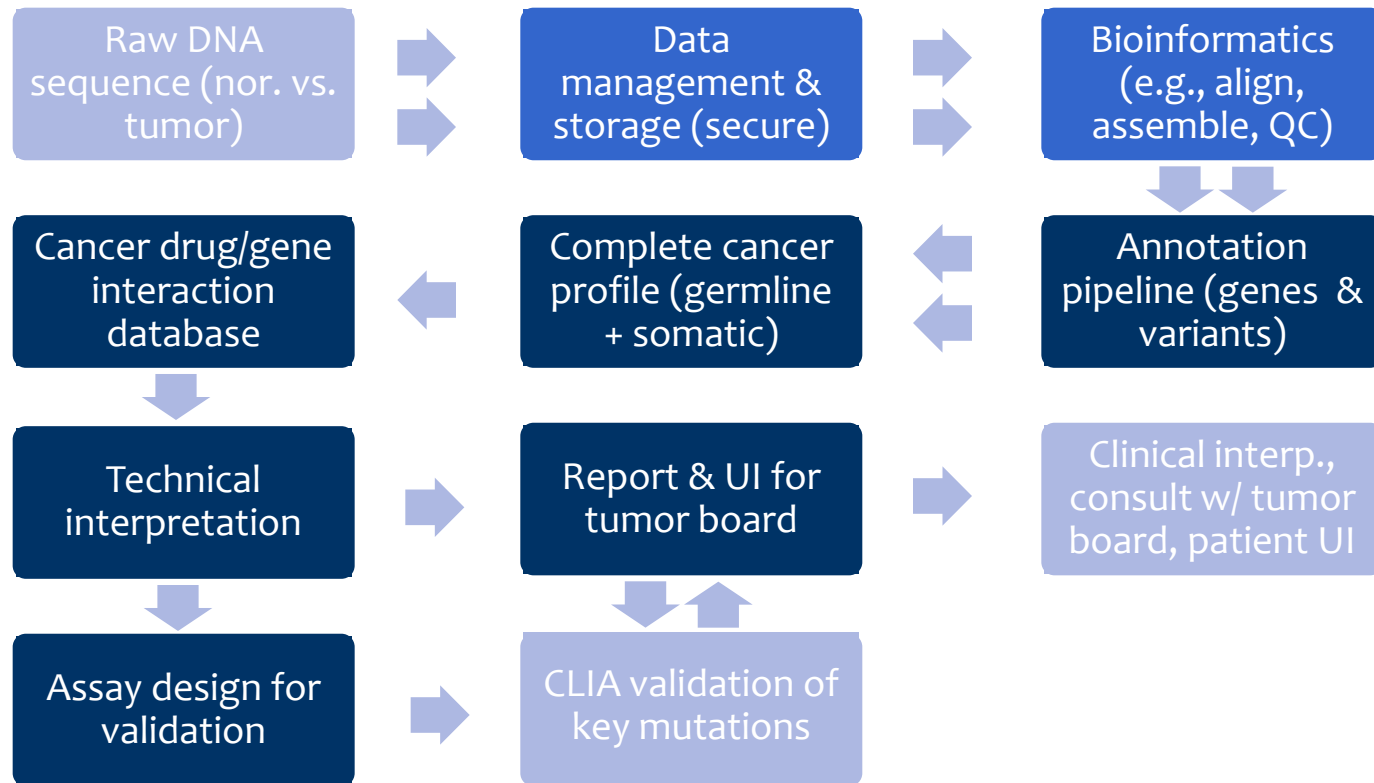 Raw DNA
sequence (nor. vs.
tumor)
Data
management &
storage (secure)
Bioinformatics
(e.g., align,
assemble, QC)
Cancer drug/gene
interaction
database
Complete cancer
profile (germline
+ somatic)
Annotation
pipeline (genes &
variants)
Technical
interpretation
Report & UI for
tumor board
Clinical interp.,
consult w/ tumor
board, patient UI
Assay design for
validation
CLIA validation of
key mutations